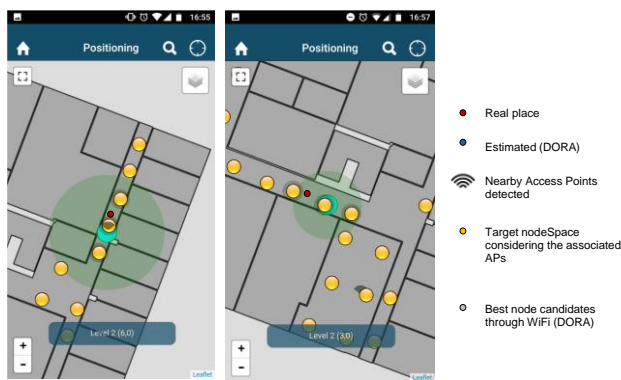 16:55
Positioning
Level 2 (6,0)
+
-
Leaflet
16:57
Positioning
Level 2 (3,0)
+
-
Leaflet
Real place
Estimated (DORA)
Nearby Access Points
detected
Target nodeSpace
considering the associated
APs
Best node candidates
through WiFi (DORA)